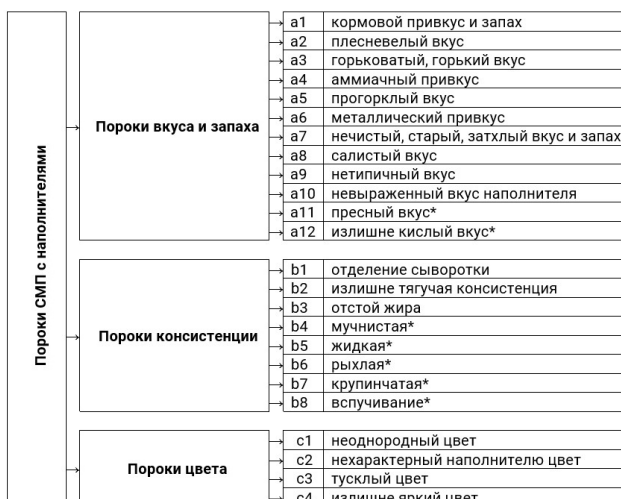 Пороки СМП с наполнителями
Пороки вкуса и запаха
a1 кормовой привкус и запах
a2 плесневелый вкус
a3 горьковатый, горький вкус
a4 аммиачный привкус
a5 прогорклый вкус
a6 металлический привкус
a7 нечистый, старый, затхлый вкус и запах
a8 салистый вкус
a9 нетипичный вкус
a10 невыраженный вкус наполнителя
a11 пресный вкус*
a12 излишне кислый вкус*
Пороки консистенции
b1 отделение сыворотки
b2 излишне тягучая консистенция
b3 отстой жира
b4 мучнистая*
b5 жидкая*
b6 рыхлая*
b7 крупинчатая*
b8 вспучивание*
Пороки цвета
c1 неоднородный цвет
c2 нехарактерный наполнителю цвет
c3 тусклый цвет
c4 излишне яркий цвет